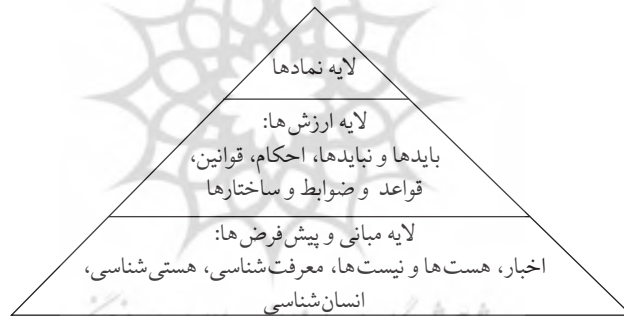 لایه نمادها
لایه ارزش‌ها:
بایدها و نبایدها، احکام، قوانین،
قواعد و ضوابط و ساختارها
لایه مبانی و پیش‌فرض‌ها:
اخبار، هست‌ها و نیست‌ها، معرفت‌شناسی، هستی‌شناسی،
انسان‌شناسی